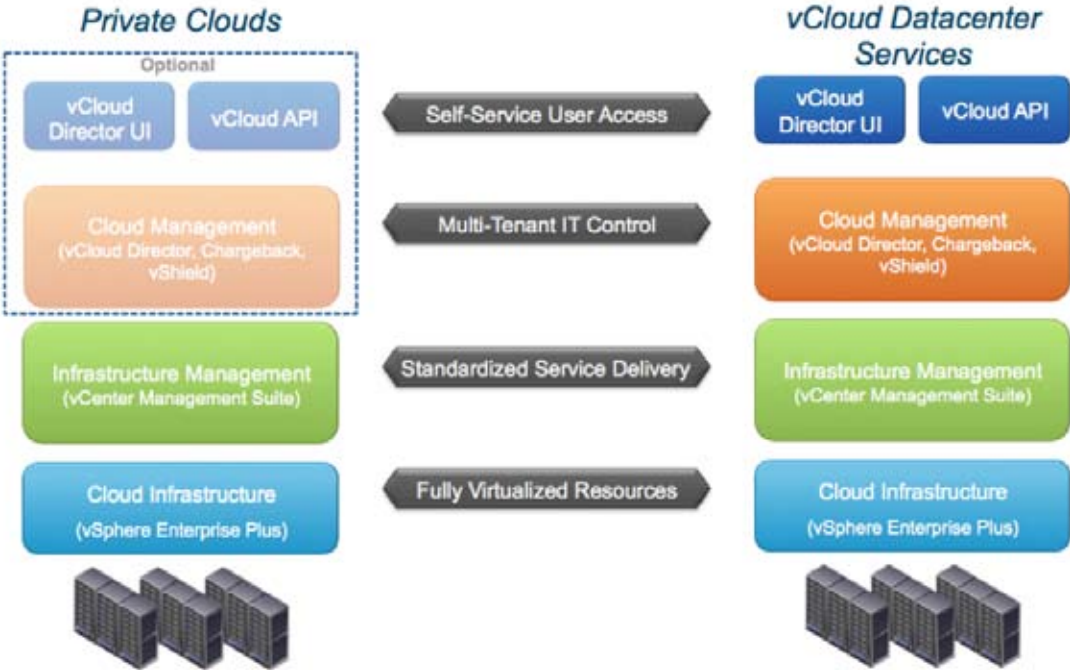 Private Clouds
Optional
vCloud
Director UI
vCloud API
Cloud Management
(vCloud Director, Chargeback,
vShield)
Infrastructure Management
(vCenter Management Suite)
Cloud Infrastructure
(vSphere Enterprise Plus)
Self-Service User Access
Multi-Tenant IT Control
Standardized Service Delivery
Fully Virtualized Resources
vCloud Datacenter
Services
vCloud
Director UI
vCloud API
Cloud Management
(vCloud Director, Chargeback,
vShield)
Infrastructure Management
(vCenter Management Suite)
Cloud Infrastructure
(vSphere Enterprise Plus)